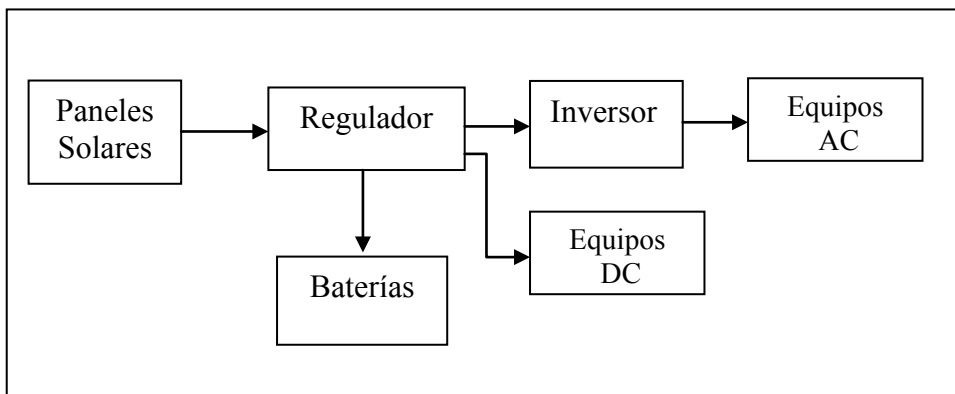 Paneles
Solares
Regulador
Inversor
Equipos
AC
Equipos
DC
Baterías